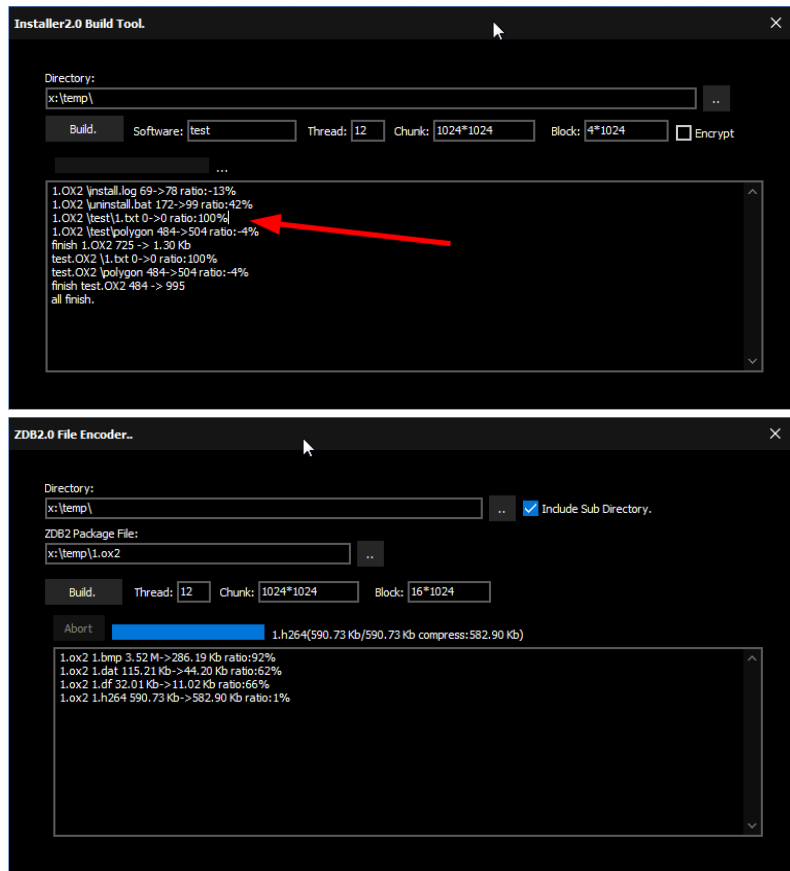 Installer2.0 Build Tool.
Directory:
x:\temp\
..
Build. Software: test Thread: 12 Chunk: 1024*1024 Block: 4*1024 Encrypt
...
1.OX2 \install.log 69->78 ratio:-13%
1.OX2 \uninstall.bat 172->99 ratio:42%
1.OX2 \test\1.txt 0->0 ratio:100%
1.OX2 \test\polygon 484->504 ratio:-4%
finish 1.OX2 725 -> 1.30 Kb
test.OX2 \1.txt 0->0 ratio:100%
test.OX2 \polygon 484->504 ratio:-4%
finish test.OX2 484 -> 995
all finish.
ZDB2.0 File Encoder..
Directory:
x:\temp\ .. Include Sub Directory.
ZDB2 Package File:
x:\temp\1.ox2 ..
Build. Thread: 12 Chunk: 1024*1024 Block: 16*1024
Abort 1.h264(590.73 Kb/590.73 Kb compress:582.90 Kb)
1.ox2 1.bmp 3.52 M->286.19 Kb ratio:92%
1.ox2 1.dat 115.21 Kb->44.20 Kb ratio:62%
1.ox2 1.df 32.01 Kb->11.02 Kb ratio:66%
1.ox2 1.h264 590.73 Kb->582.90 Kb ratio:1%